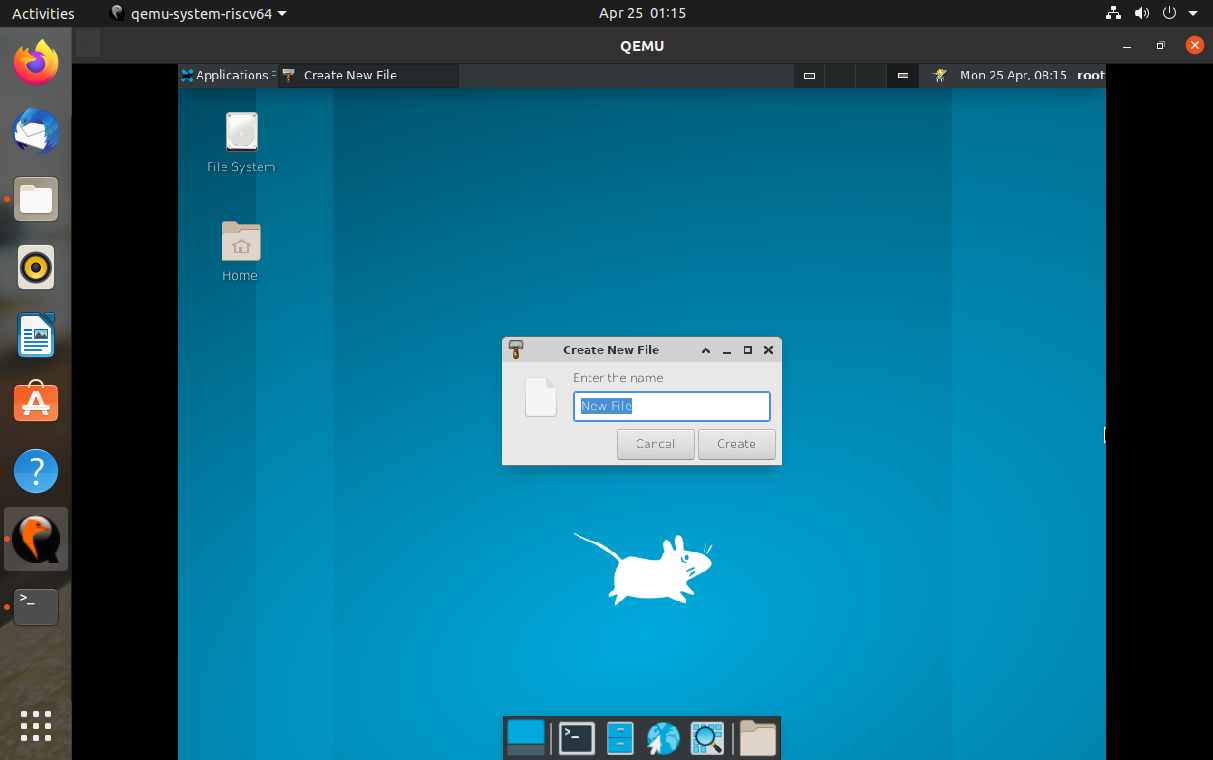 Activities
qemu-system-riscv64
Apr 25 01:15
QEMU
Applications
Create New File
Mon 25 Apr, 08:15
root
File System
Home
Create New File
Enter the name
New File
Cancel
Create
>_
?
>_